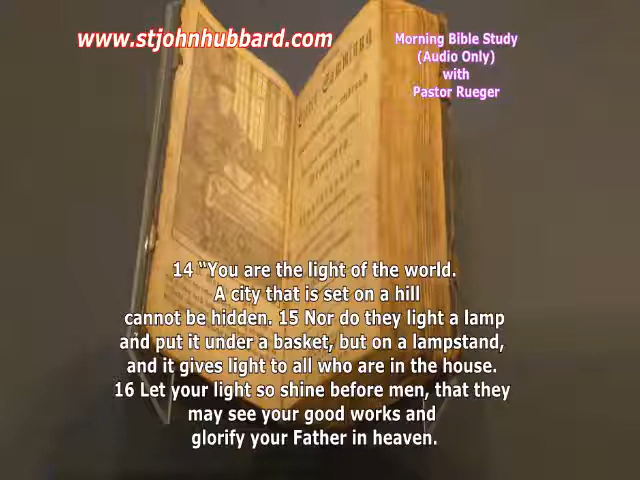 www.stjohnhubbard.com
Morning Bible Study
(Audio Only)
with
Pastor Rueger
14 “You are the light of the world.
A city that is set on a hill
cannot be hidden. 15 Nor do they light a lamp
and put it under a basket, but on a lampstand,
and it gives light to all who are in the house.
16 Let your light so shine before men, that they
may see your good works and
glorify your Father in heaven.